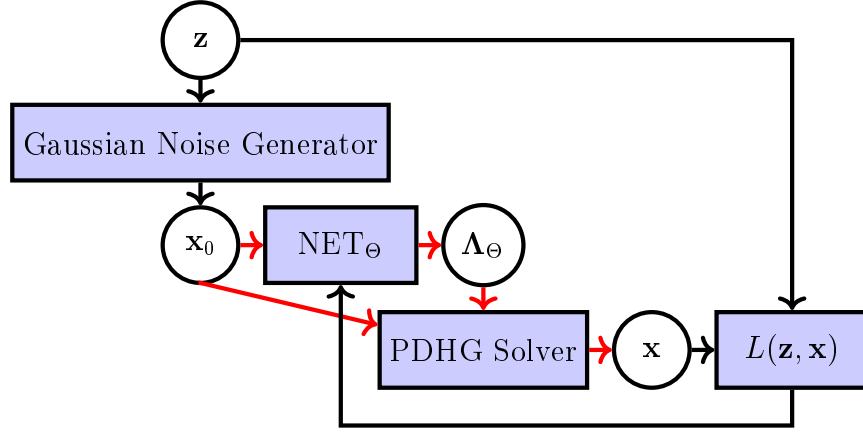 z
Gaussian Noise Generator
x₀
NET_Θ
Λ_Θ
PDHG Solver
x
L(z, x)